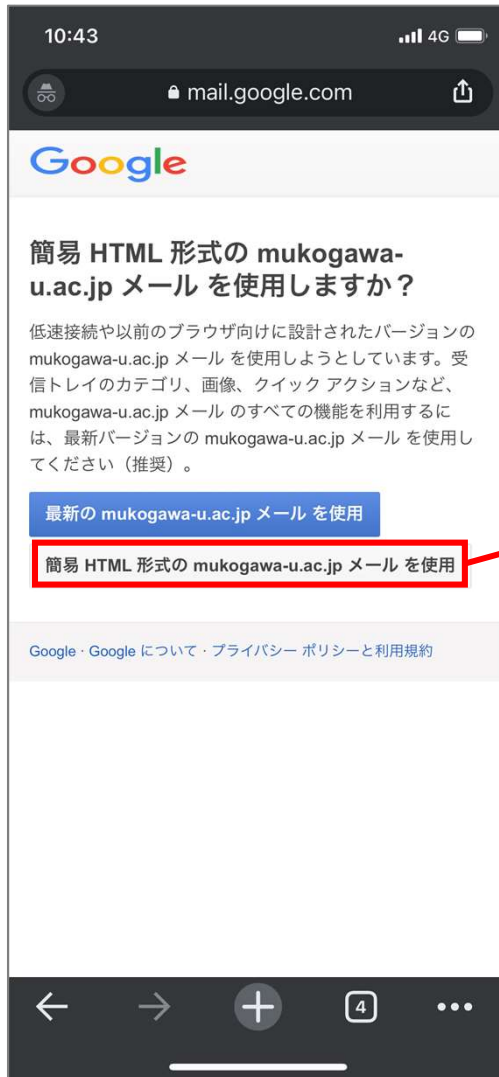 10:43
4G
mail.google.com
Google
簡易 HTML 形式の mukogawa-
u.ac.jp メール を使用しますか？
低速接続や以前のブラウザ向けに設計されたバージョンの
mukogawa-u.ac.jp メール を使用しようとしています。受
信トレイのカテゴリ、画像、クイック アクションなど、
mukogawa-u.ac.jp メール のすべての機能を利用するに
は、最新バージョンの mukogawa-u.ac.jp メール を使用し
てください（推奨）。
最新の mukogawa-u.ac.jp メール を使用
簡易 HTML 形式の mukogawa-u.ac.jp メール を使用
Google · Google について · プライバシー ポリシーと利用規約
4